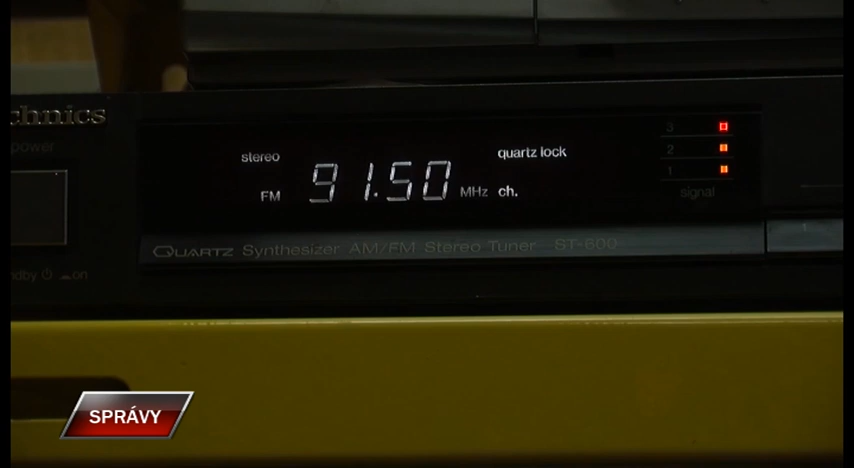 chnics
power
stereo
quartz lock
FM
91.50
MHz
ch.
3
2
1
signal
QUARTZ Synthesizer AM/FM Stereo Tuner ST-600
ndby ⏻ on
SPRÁVY